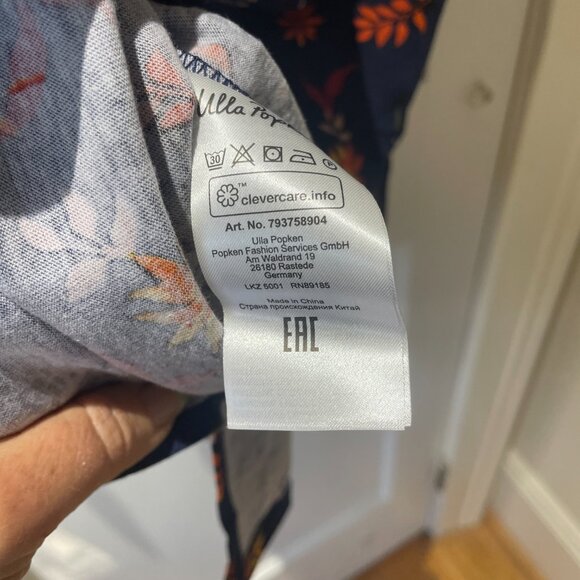 Ulla Popken
30
P
TM
clevercare.info
Art. No. 793758904
Ulla Popken
Popken Fashion Services GmbH
Am Waldrand 19
26180 Rastede
Germany
LKZ 5001 RN89185
Made in China
Страна происхождения Китай
EAC